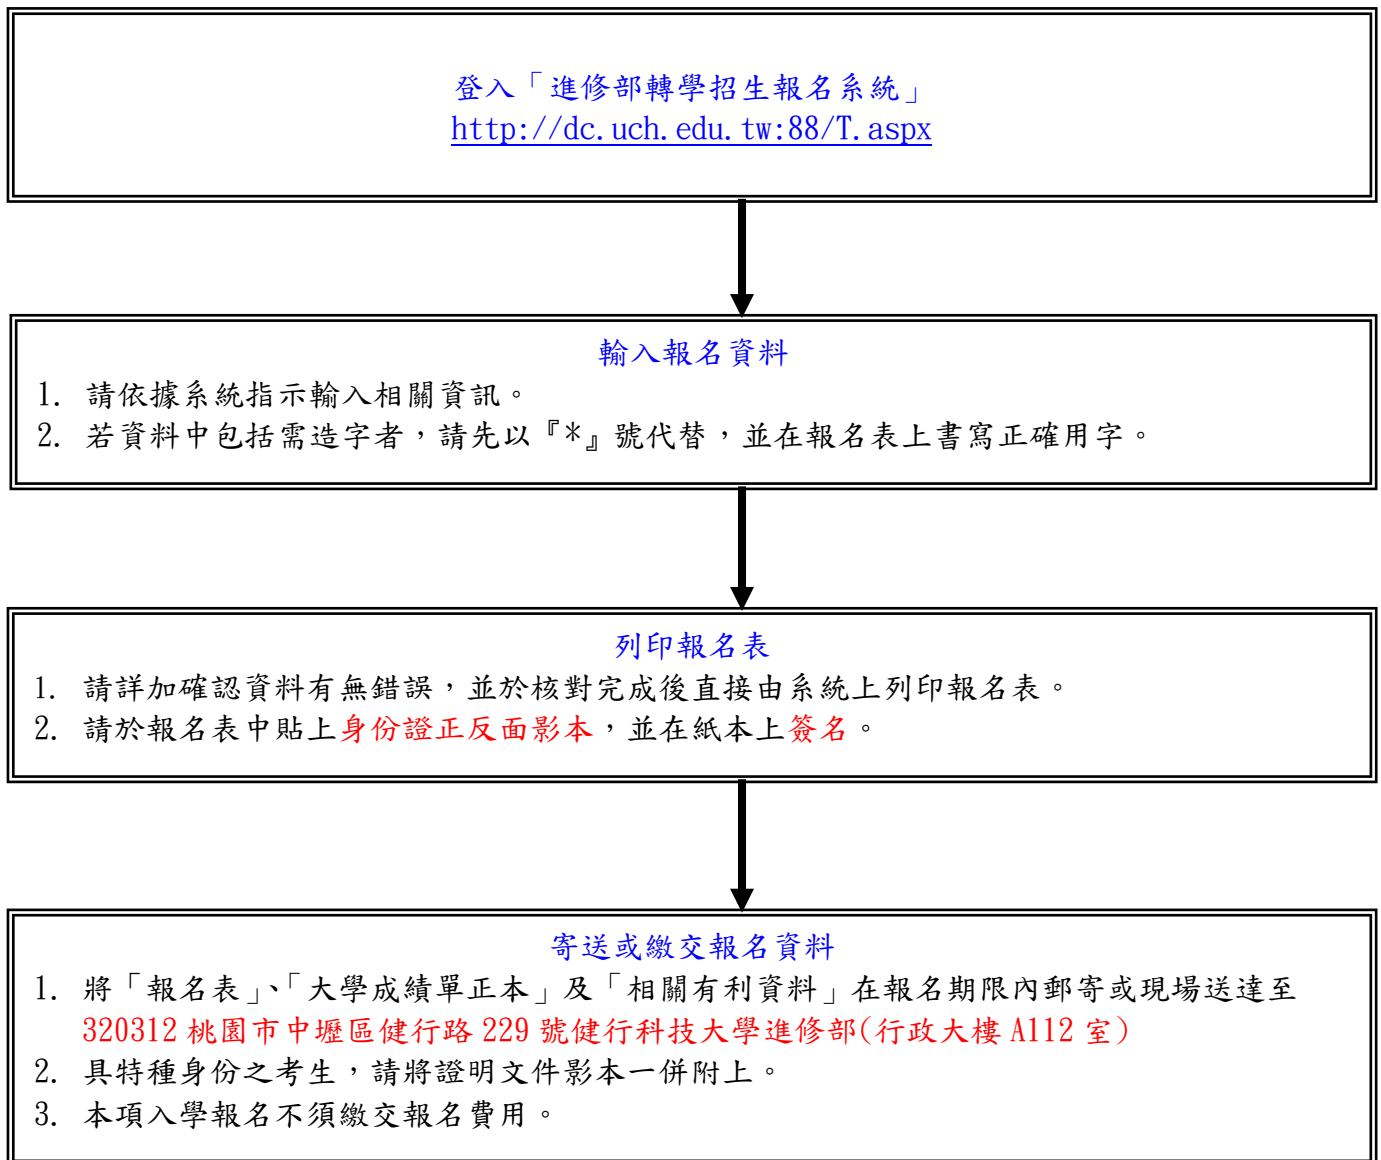 登入「進修部轉學招生報名系統」
http://dc.uch.edu.tw:88/T.aspx
輸入報名資料
1. 請依據系統指示輸入相關資訊。
2. 若資料中包括需造字者，請先以『*』號代替，並在報名表上書寫正確用字。
列印報名表
1. 請詳加確認資料有無錯誤，並於核對完成後直接由系統上列印報名表。
2. 請於報名表中貼上身份證正反面影本，並在紙本上簽名。
寄送或繳交報名資料
1. 將「報名表」、「大學成績單正本」及「相關有利資料」在報名期限內郵寄或現場送達至
320312 桃園市中壢區健行路 229 號健行科技大學進修部(行政大樓 A112 室)
2. 具特種身份之考生，請將證明文件影本一併附上。
3. 本項入學報名不須繳交報名費用。